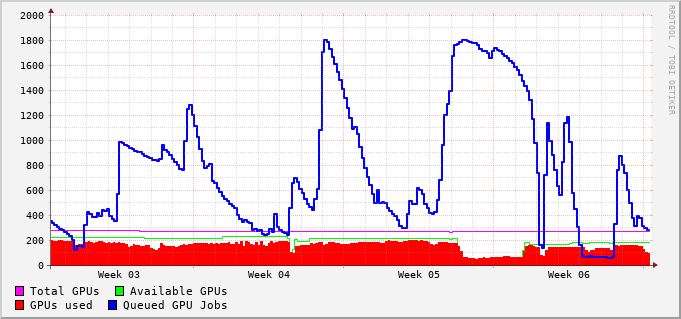 2000
1800
1600
1400
1200
1000
800
600
400
200
0
Week 03 Week 04 Week 05 Week 06
Total GPUs Available GPUs
GPUs used Queued GPU Jobs
RRDTOOL / TOBI OETIKER